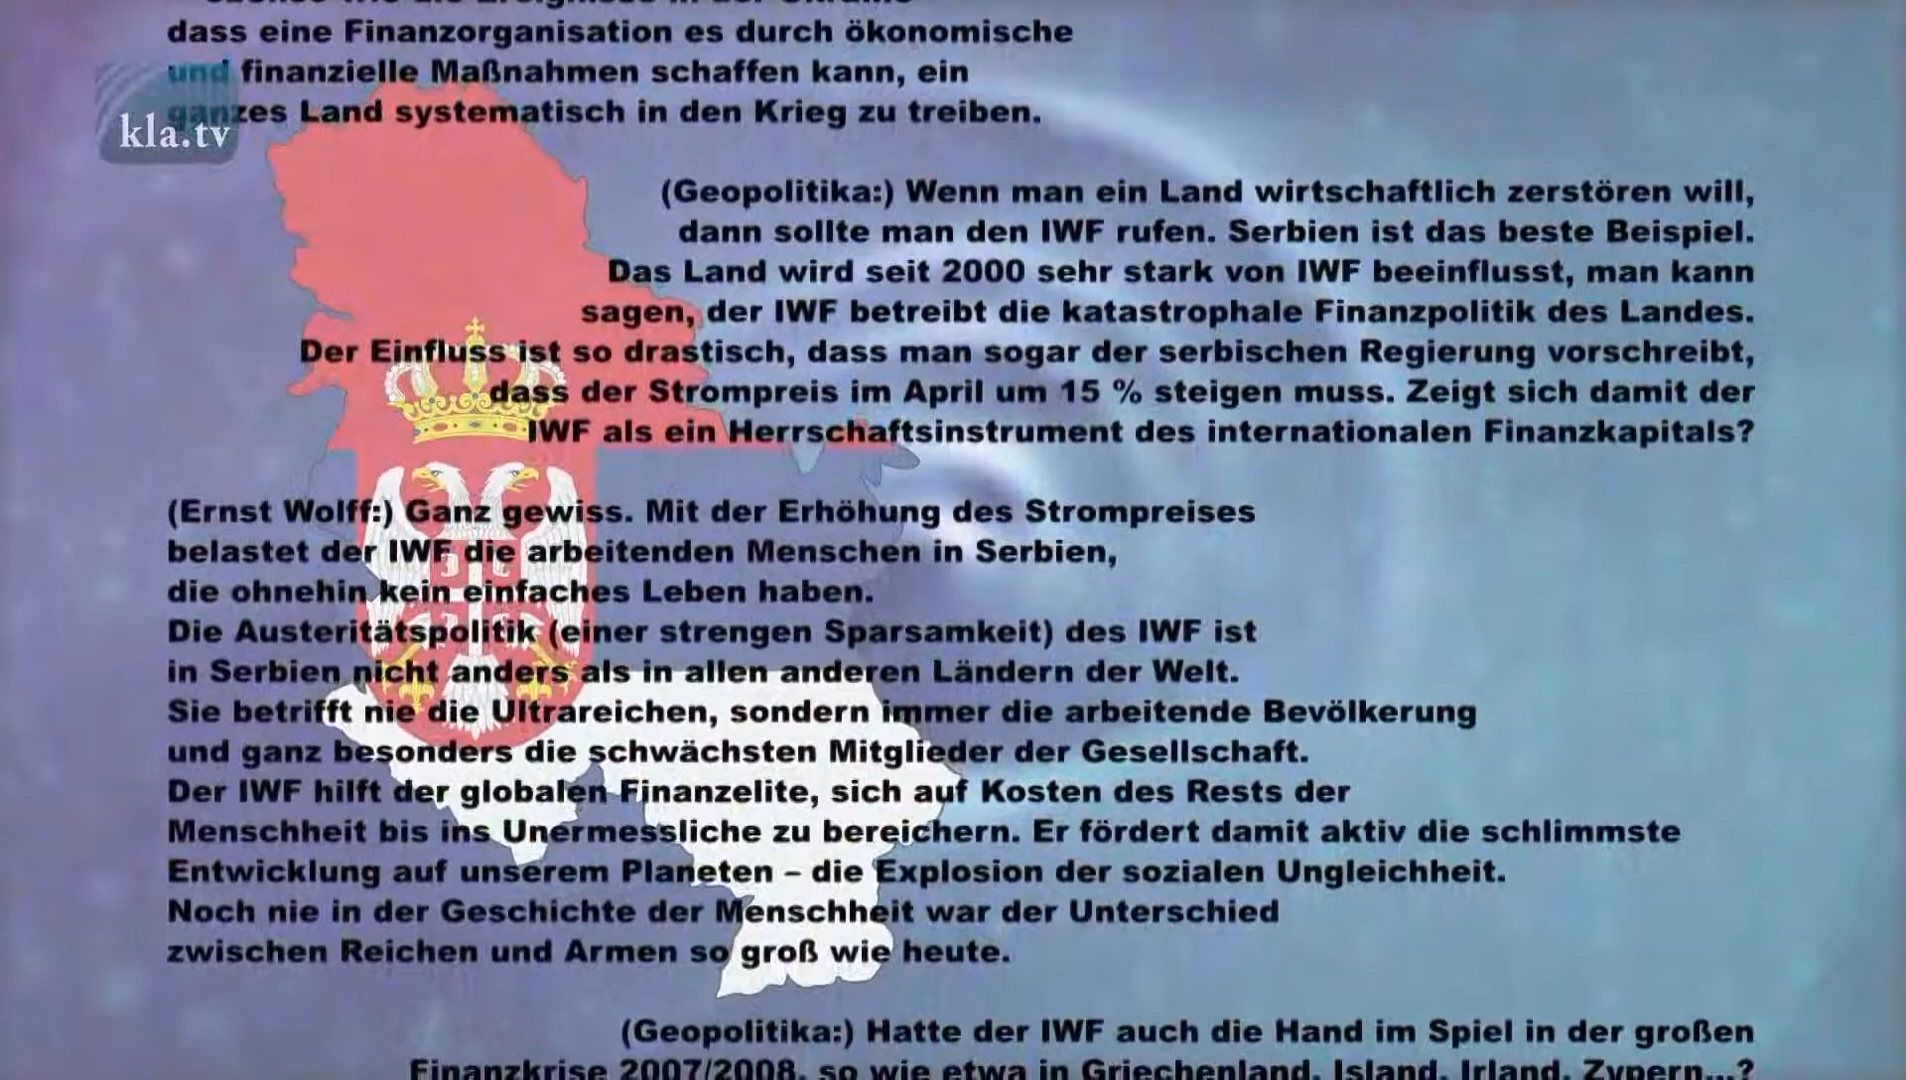 dass eine Finanzorganisation es durch ökonomische
und finanzielle Maßnahmen schaffen kann, ein
ganzes Land systematisch in den Krieg zu treiben.
kla.tv
(Geopolitika:) Wenn man ein Land wirtschaftlich zerstören will,
dann sollte man den IWF rufen. Serbien ist das beste Beispiel.
Das Land wird seit 2000 sehr stark von IWF beeinflusst, man kann
sagen, der IWF betreibt die katastrophale Finanzpolitik des Landes.
Der Einfluss ist so drastisch, dass man sogar der serbischen Regierung vorschreibt,
dass der Strompreis im April um 15 % steigen muss. Zeigt sich damit der
IWF als ein Herrschaftsinstrument des internationalen Finanzkapitals?
(Ernst Wolff:) Ganz gewiss. Mit der Erhöhung des Strompreises
belastet der IWF die arbeitenden Menschen in Serbien,
die ohnehin kein einfaches Leben haben.
Die Austeritätspolitik (einer strengen Sparsamkeit) des IWF ist
in Serbien nicht anders als in allen anderen Ländern der Welt.
Sie betrifft nie die Ultrareichen, sondern immer die arbeitende Bevölkerung
und ganz besonders die schwächsten Mitglieder der Gesellschaft.
Der IWF hilft der globalen Finanzelite, sich auf Kosten des Rests der
Menschheit bis ins Unermessliche zu bereichern. Er fördert damit aktiv die schlimmste
Entwicklung auf unserem Planeten – die Explosion der sozialen Ungleichheit.
Noch nie in der Geschichte der Menschheit war der Unterschied
zwischen Reichen und Armen so groß wie heute.
(Geopolitika:) Hatte der IWF auch die Hand im Spiel in der großen
Finanzkrise 2007/2008, so wie etwa in Griechenland, Island, Irland, Zypern...?